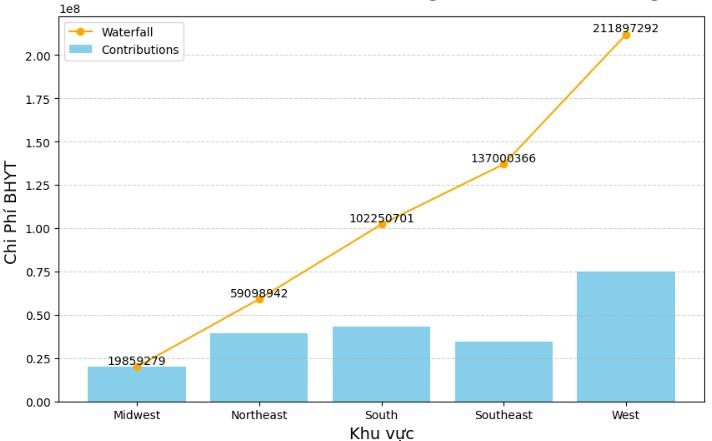 1e8
Waterfall
Contributions
211897292
2.00
1.75
1.50
137000366
1.25
102250701
1.00
0.75
59098942
0.50
19859279
0.25
0.00
Midwest Northeast South Southeast West
Chi Phí BHYT
Khu vực